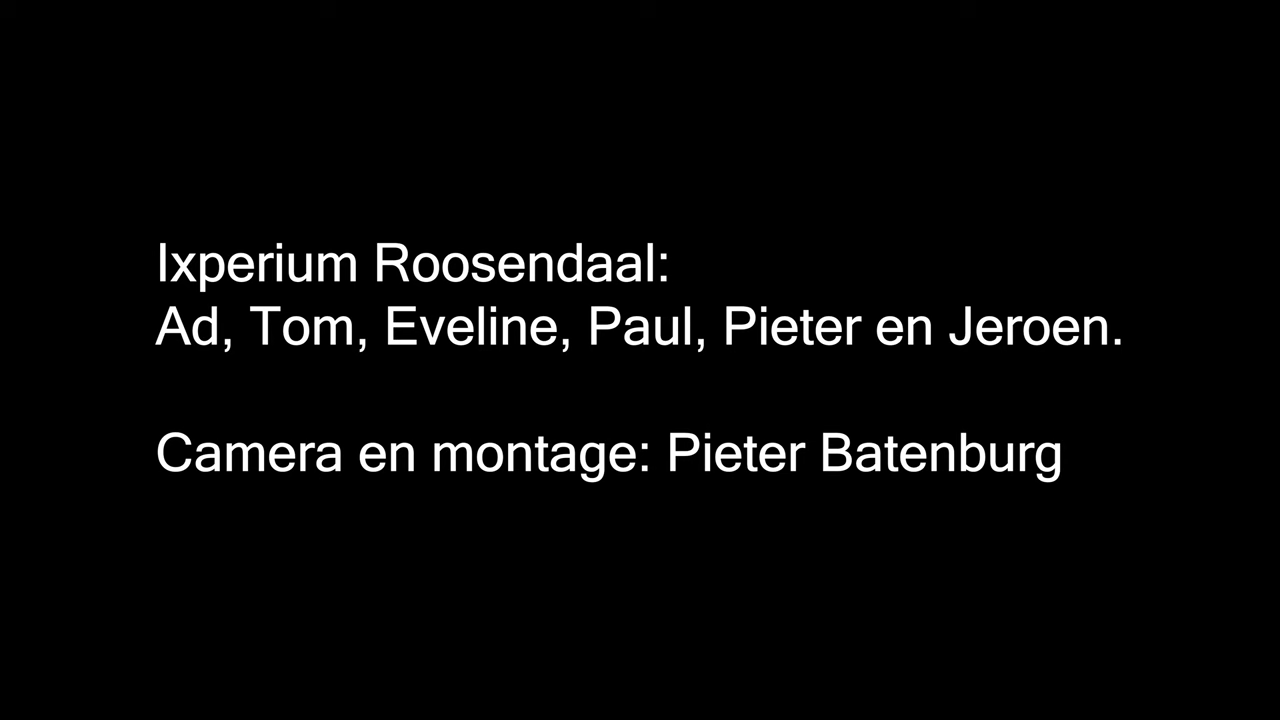 Ixperium Roosendaal:
Ad, Tom, Eveline, Paul, Pieter en Jeroen.
Camera en montage: Pieter Batenburg